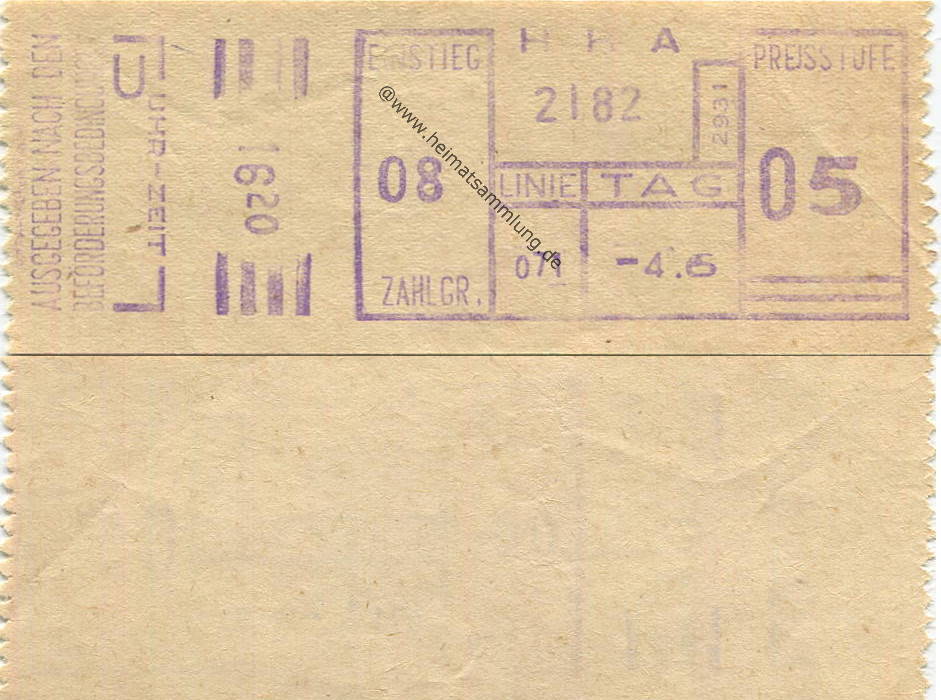 AUSGEGEBEN NACH DEN
BEFÖRDERUNGSBEDINGUNGEN
UHR-ZEIT
1620
EINSTIEG
08
ZAHLGR.
HHA
2182
2931
LINIE
TAG
071
-4.6
PREISSTUFE
05
@www.heimatsammlung.de